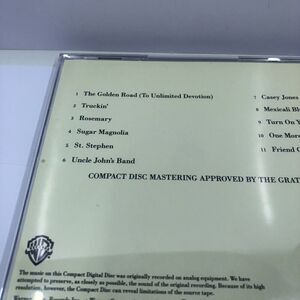 1 The Golden Road (To Unlimited Devotion)
2 Truckin'
3 Rosemary
4 Sugar Magnolia
5 St. Stephen
6 Uncle John's Band
7 Casey Jones
8 Mexicali Bl
9 Turn On Y
10 One More
11 Friend O
COMPACT DISC MASTERING APPROVED BY THE GRAT
The music on this Compact Digital Disc was originally recorded on analog equipment. We have
attempted to preserve, as closely as possible, the sound of the original recording. Because of its high
resolution, however, the Compact Disc can reveal limitations of the source tape.